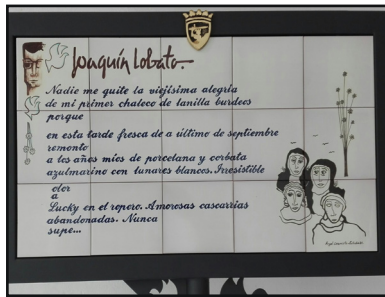 Joaquín Lobato.
Nadie me quite la viejísima alegría
de mi primer chaleco de lanilla burdeos
porque
en esta tarde fresca de a último de septiembre
remonto
a los años míos de porcelana y corbata
azulmarino con lunares blancos. Irresistible
olor
a
Lucky en el ropero. Amorosas cascarrias
abandonadas. Nunca
supe...